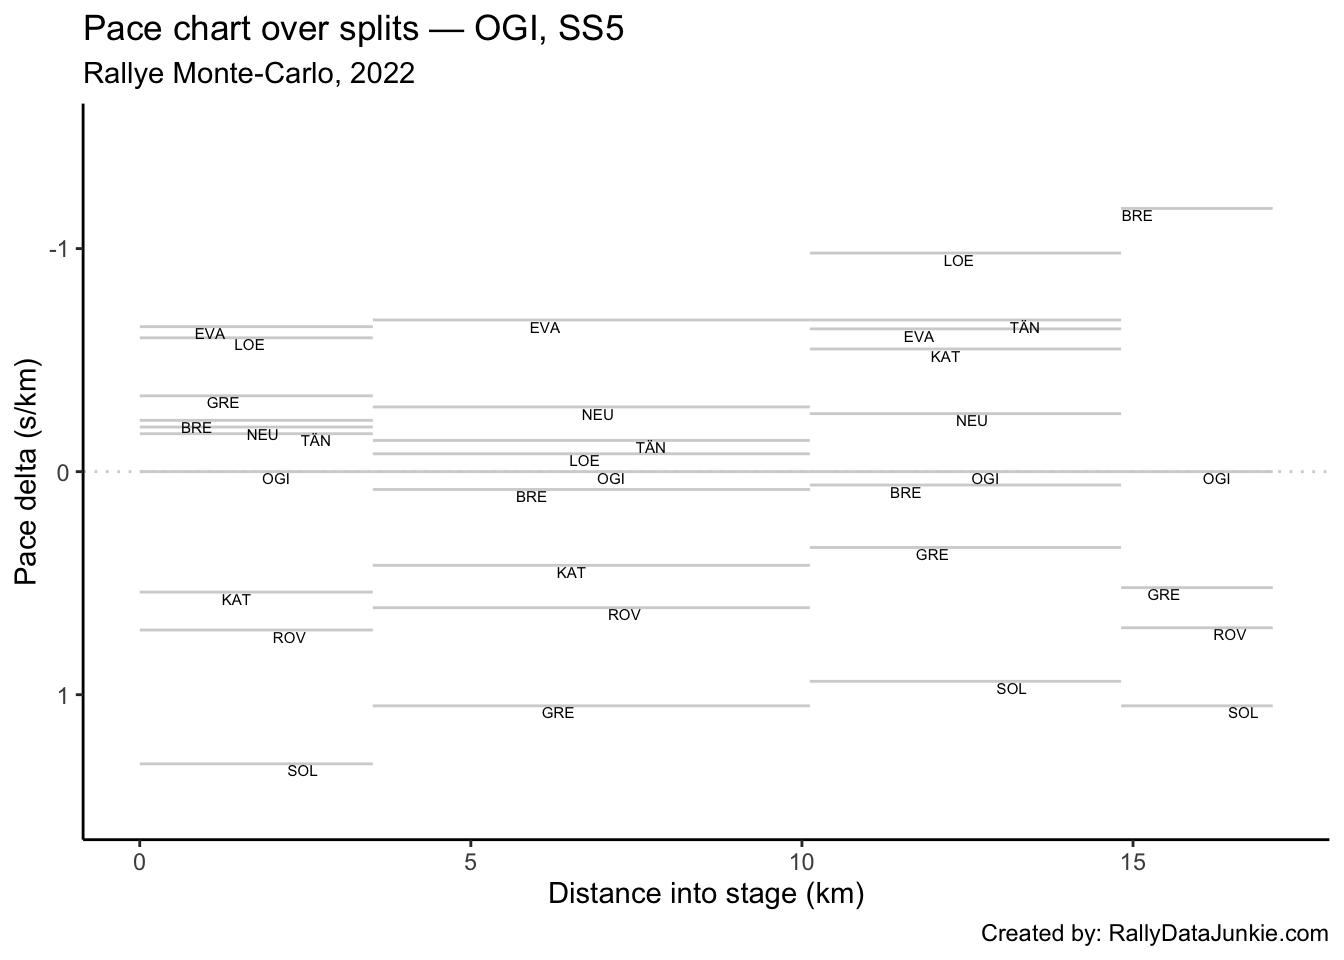 Pace chart over splits — OGI, SS5
Rallye Monte-Carlo, 2022
Pace delta (s/km)
-1
0
1
BRE
LOE
EVA
EVA
TÄN
LOE
EVA
KAT
GRE
NEU
NEU
BRE
NEU
TÄN
TÄN
LOE
OGI
OGI
OGI
OGI
BRE
BRE
GRE
KAT
KAT
GRE
ROV
ROV
ROV
SOL
GRE
SOL
SOL
0
5
10
15
Distance into stage (km)
Created by: RallyDataJunkie.com